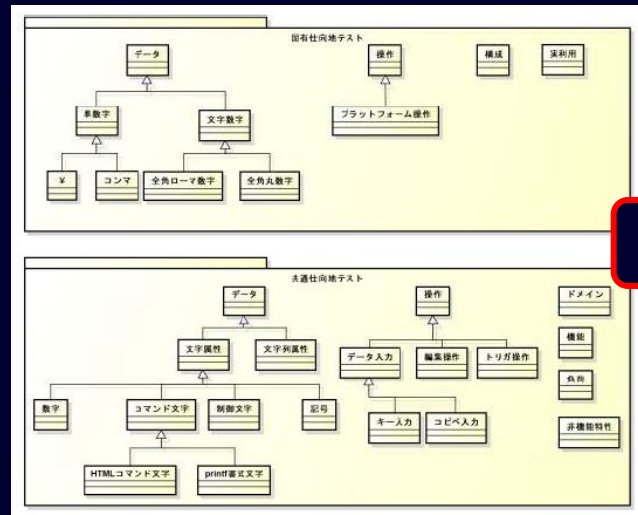 固有仕向地テスト
データ
操作
構成
実利用
単数字
文字数字
プラットフォーム操作
¥
コンマ
全角ローマ数字
全角丸数字
共通仕向地テスト
データ
操作
ドメイン
文字属性
文字列属性
データ入力
編集操作
トリガ操作
機能
負荷
数字
コマンド文字
制御文字
記号
キー入力
コピペ入力
非機能特性
HTMLコマンド文字
printf書式文字